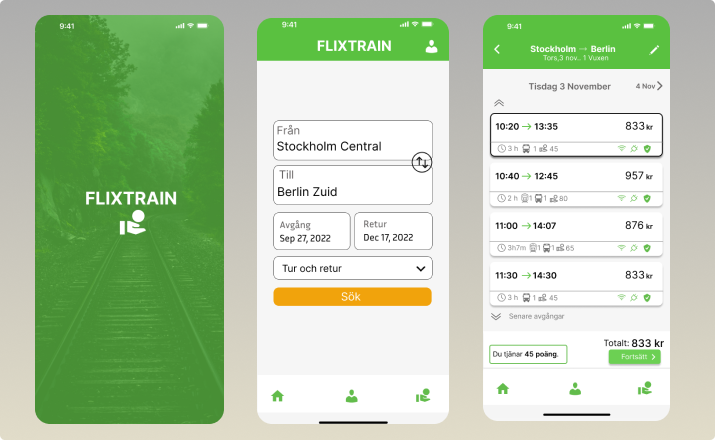 9:41
FLIXTRAIN
9:41
FLIXTRAIN
Från
Stockholm Central
Till
Berlin Zuid
Avgång
Sep 27, 2022
Retur
Dec 17, 2022
Tur och retur
Sök
9:41
Stockholm → Berlin
Tors,3 nov.. 1 Vuxen
Tisdag 3 November
4 Nov
10:20 → 13:35 833 kr
3 h 1 45
10:40 → 12:45 957 kr
2 h 1 1 80
11:00 → 14:07 876 kr
3h7m 1 1 65
11:30 → 14:30 833 kr
3 h 1 45
Senare avgångar
Totalt: 833 kr
Du tjänar 45 poäng.
Fortsätt